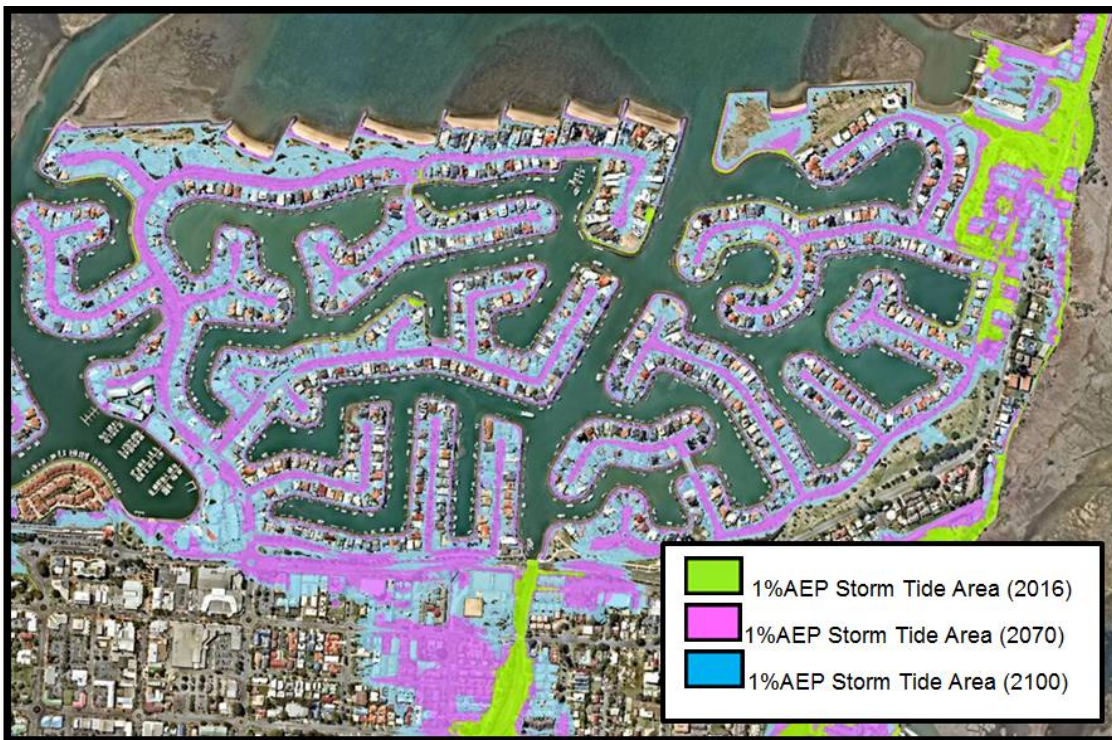 1%AEP Storm Tide Area (2016)
1%AEP Storm Tide Area (2070)
1%AEP Storm Tide Area (2100)